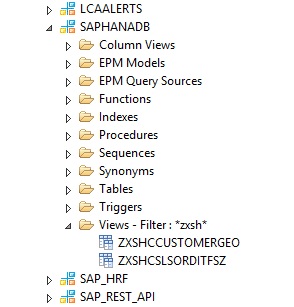 LCAALERTS
SAPHANADB
Column Views
EPM Models
EPM Query Sources
Functions
Indexes
Procedures
Sequences
Synonyms
Tables
Triggers
Views - Filter : *zxsh*
ZXSHCCUSTOMERGEO
ZXSHCSLSORDITFSZ
SAP_HRF
SAP_REST_API